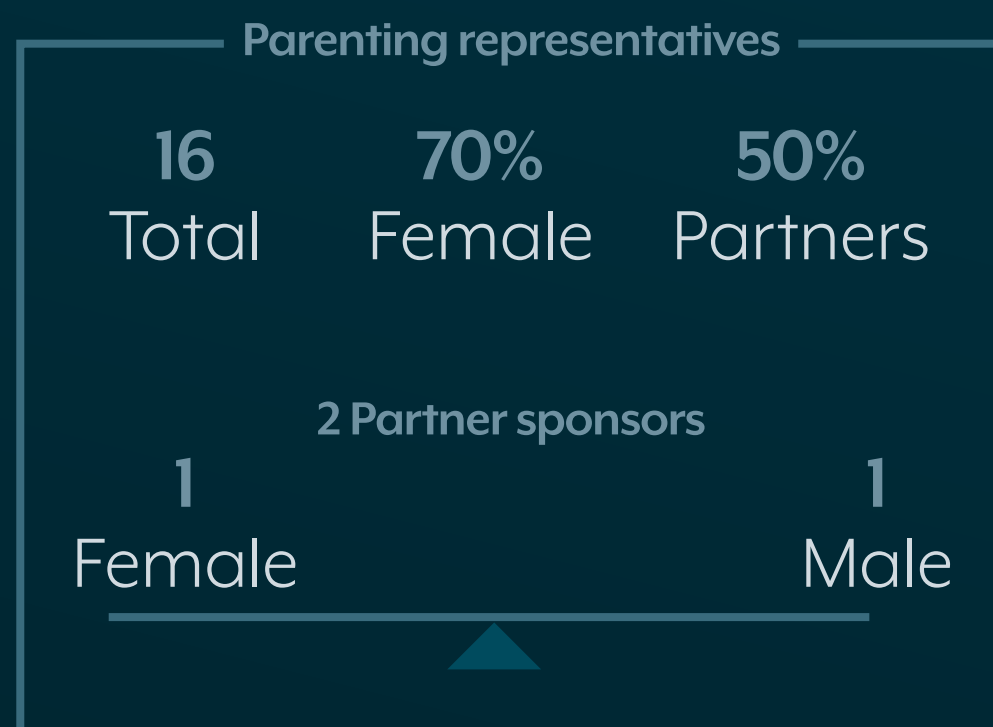 Parenting representatives
16 70% 50%
Total Female Partners
2 Partner sponsors
1 1
Female Male